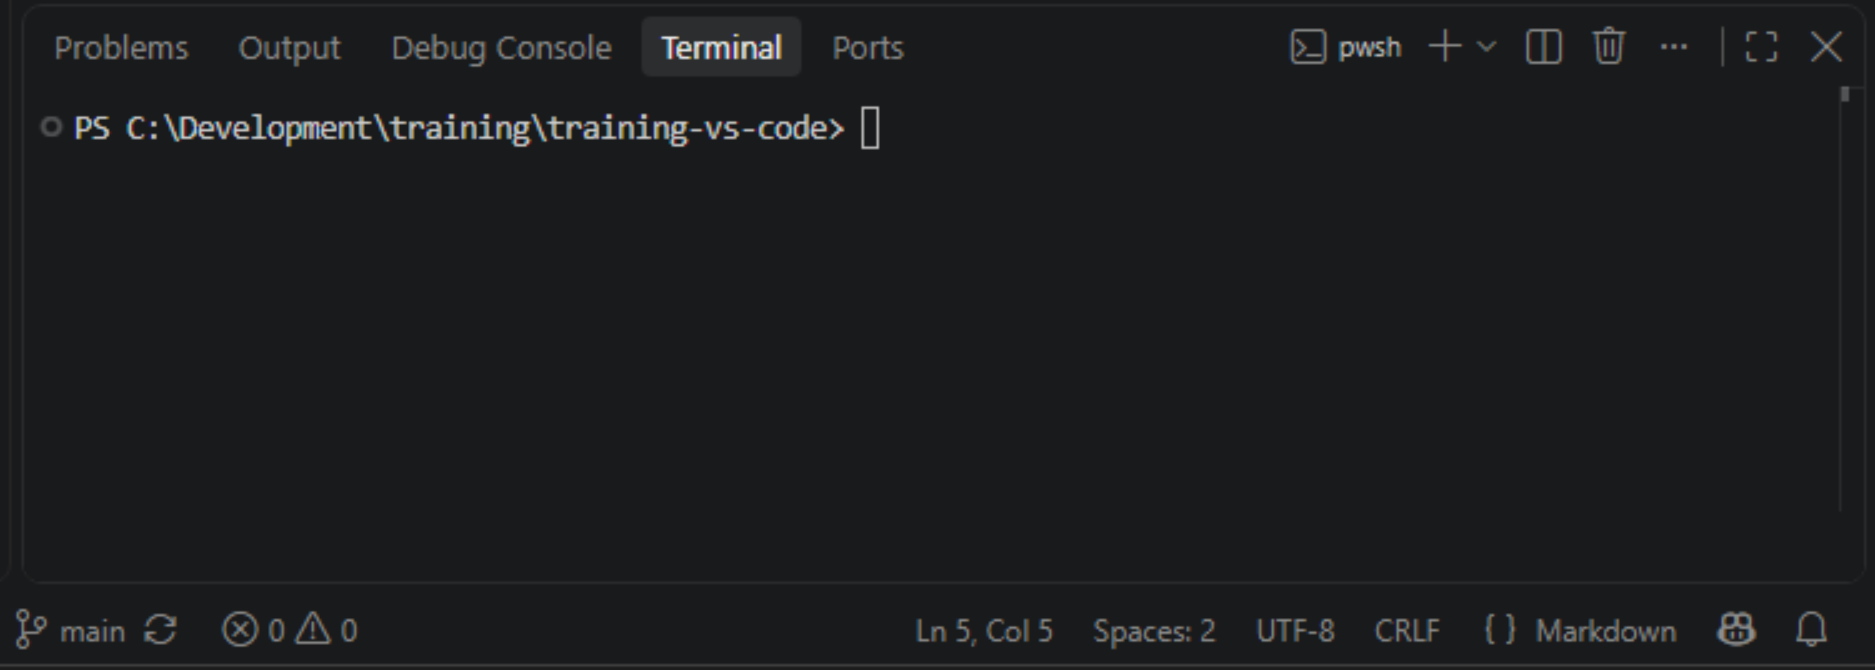 Problems Output Debug Console Terminal Ports pwsh
PS C:\Development\training\training-vs-code>
main 0 0 Ln 5, Col 5 Spaces: 2 UTF-8 CRLF { } Markdown